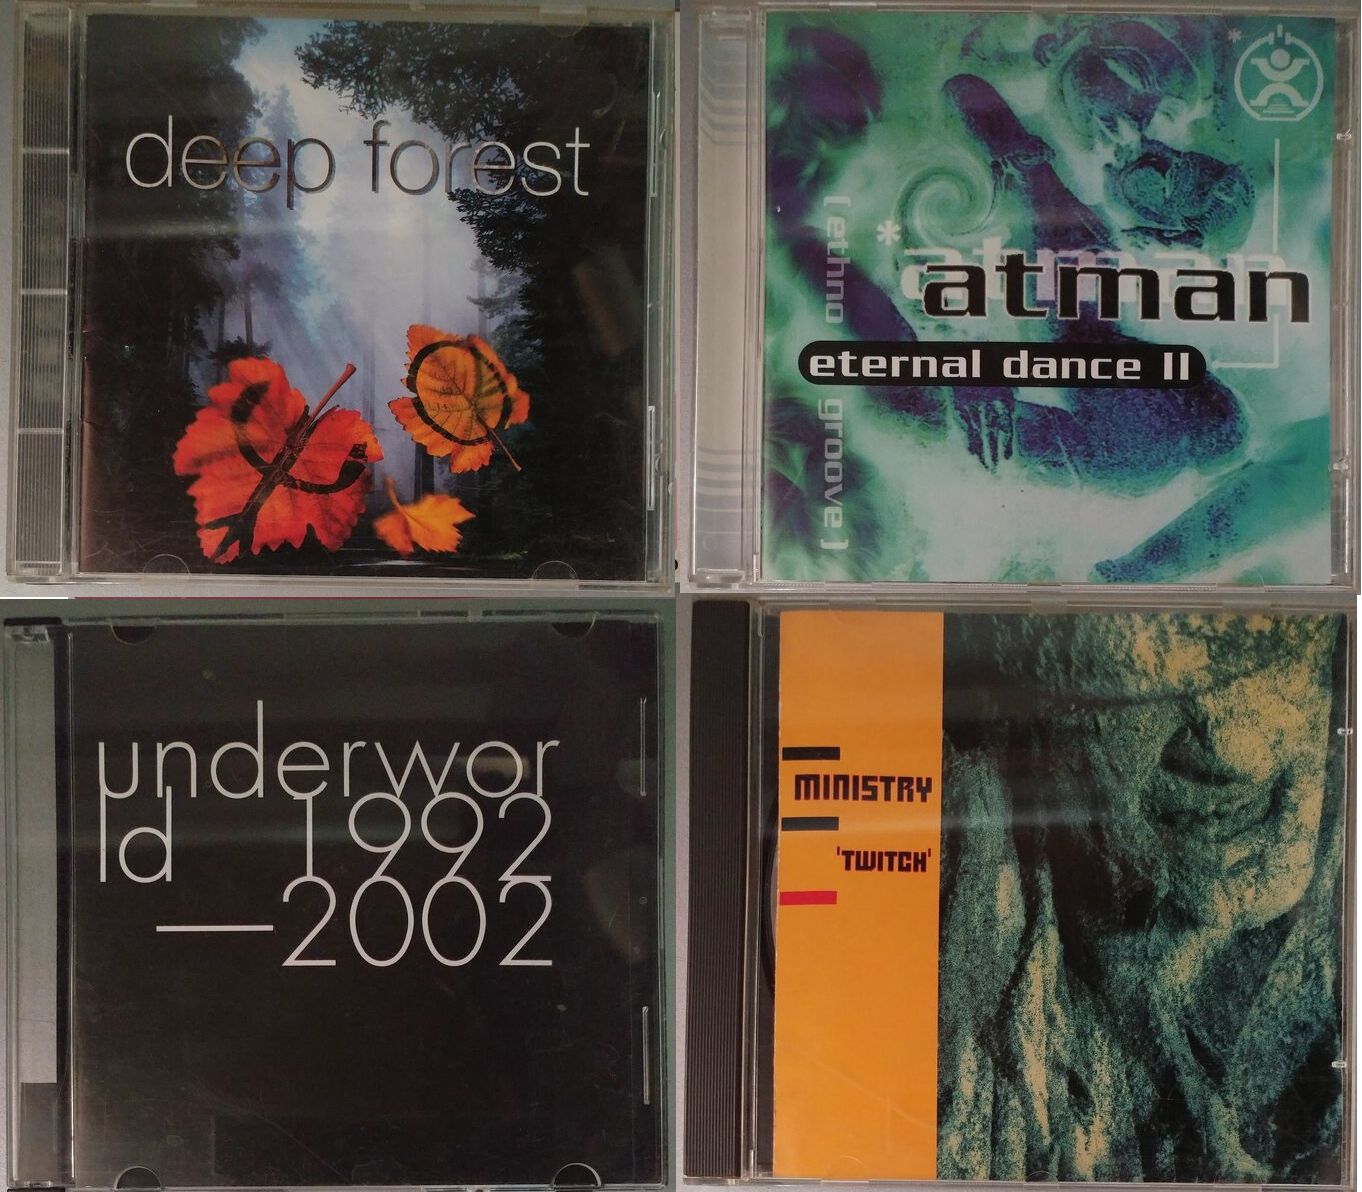 deep forest
*atman
eternal dance II
[ethno groove]
underwor
ld 1992
—2002
MINISTRY
'TWITCH'